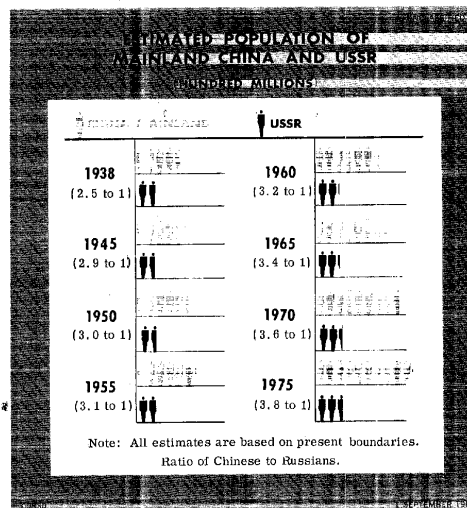 ESTIMATED POPULATION OF
MAINLAND CHINA AND USSR
(HUNDRED MILLIONS)
USSR
1938
(2.5 to 1)
1945
(2.9 to 1)
1950
(3.0 to 1)
1955
(3.1 to 1)
1960
(3.2 to 1)
1965
(3.4 to 1)
1970
(3.6 to 1)
1975
(3.8 to 1)
Note: All estimates are based on present boundaries.
Ratio of Chinese to Russians.
SEPTEMBER